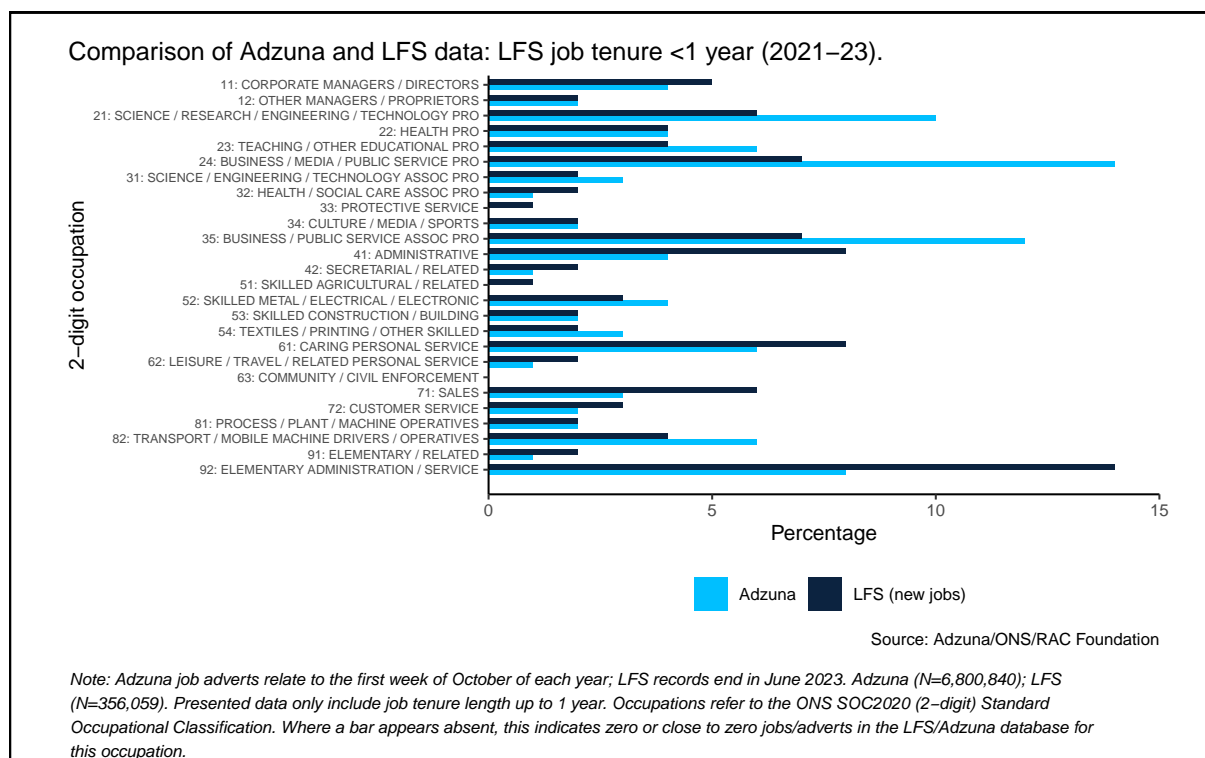 Comparison of Adzuna and LFS data: LFS job tenure <1 year (2021−23).
2−digit occupation
11: CORPORATE MANAGERS / DIRECTORS
12: OTHER MANAGERS / PROPRIETORS
21: SCIENCE / RESEARCH / ENGINEERING / TECHNOLOGY PRO
22: HEALTH PRO
23: TEACHING / OTHER EDUCATIONAL PRO
24: BUSINESS / MEDIA / PUBLIC SERVICE PRO
31: SCIENCE / ENGINEERING / TECHNOLOGY ASSOC PRO
32: HEALTH / SOCIAL CARE ASSOC PRO
33: PROTECTIVE SERVICE
34: CULTURE / MEDIA / SPORTS
35: BUSINESS / PUBLIC SERVICE ASSOC PRO
41: ADMINISTRATIVE
42: SECRETARIAL / RELATED
51: SKILLED AGRICULTURAL / RELATED
52: SKILLED METAL / ELECTRICAL / ELECTRONIC
53: SKILLED CONSTRUCTION / BUILDING
54: TEXTILES / PRINTING / OTHER SKILLED
61: CARING PERSONAL SERVICE
62: LEISURE / TRAVEL / RELATED PERSONAL SERVICE
63: COMMUNITY / CIVIL ENFORCEMENT
71: SALES
72: CUSTOMER SERVICE
81: PROCESS / PLANT / MACHINE OPERATIVES
82: TRANSPORT / MOBILE MACHINE DRIVERS / OPERATIVES
91: ELEMENTARY / RELATED
92: ELEMENTARY ADMINISTRATION / SERVICE
0 5 10 15
Percentage
Adzuna LFS (new jobs)
Source: Adzuna/ONS/RAC Foundation
Note: Adzuna job adverts relate to the first week of October of each year; LFS records end in June 2023. Adzuna (N=6,800,840); LFS
(N=356,059). Presented data only include job tenure length up to 1 year. Occupations refer to the ONS SOC2020 (2−digit) Standard
Occupational Classification. Where a bar appears absent, this indicates zero or close to zero jobs/adverts in the LFS/Adzuna database for
this occupation.